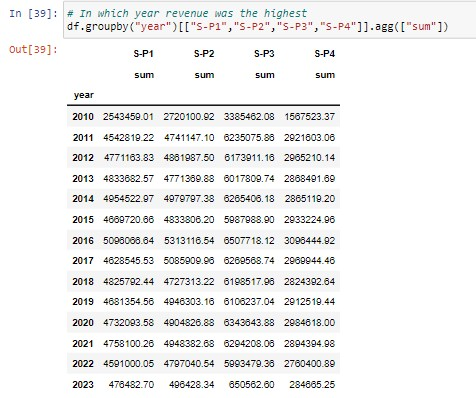 In [39]: # In which year revenue was the highest
df.groupby("year")[["S-P1","S-P2","S-P3","S-P4"]].agg(["sum"])
Out[39]:
S-P1 S-P2 S-P3 S-P4
sum sum sum sum
year
2010 2543459.01 2720100.92 3385462.08 1567523.37
2011 4542819.22 4741147.10 6235075.86 2921603.06
2012 4771163.83 4861987.50 6173911.16 2965210.14
2013 4833682.57 4771369.88 6017809.74 2868491.69
2014 4954522.97 4979797.38 6265406.18 2865119.20
2015 4669720.66 4833806.20 5987988.90 2933224.96
2016 5096066.64 5313116.54 6507718.12 3096444.92
2017 4628545.53 5085909.96 6269568.74 2969944.46
2018 4825792.44 4727313.22 6198517.96 2824392.64
2019 4681354.56 4946303.16 6106237.04 2912519.44
2020 4732093.58 4904826.88 6343643.88 2984618.00
2021 4758100.26 4948382.68 6294208.06 2894394.98
2022 4591000.05 4797040.54 5993479.36 2760400.89
2023 476482.70 496428.34 650562.60 284665.25